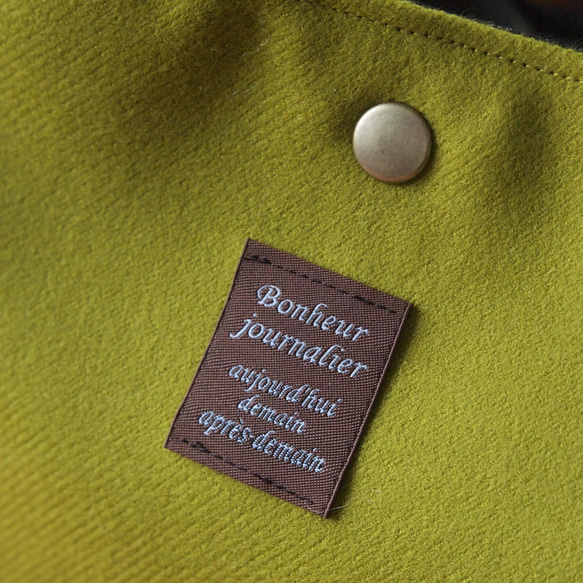 Bonheur
journalier
aujourd'hui
demain
après-demain